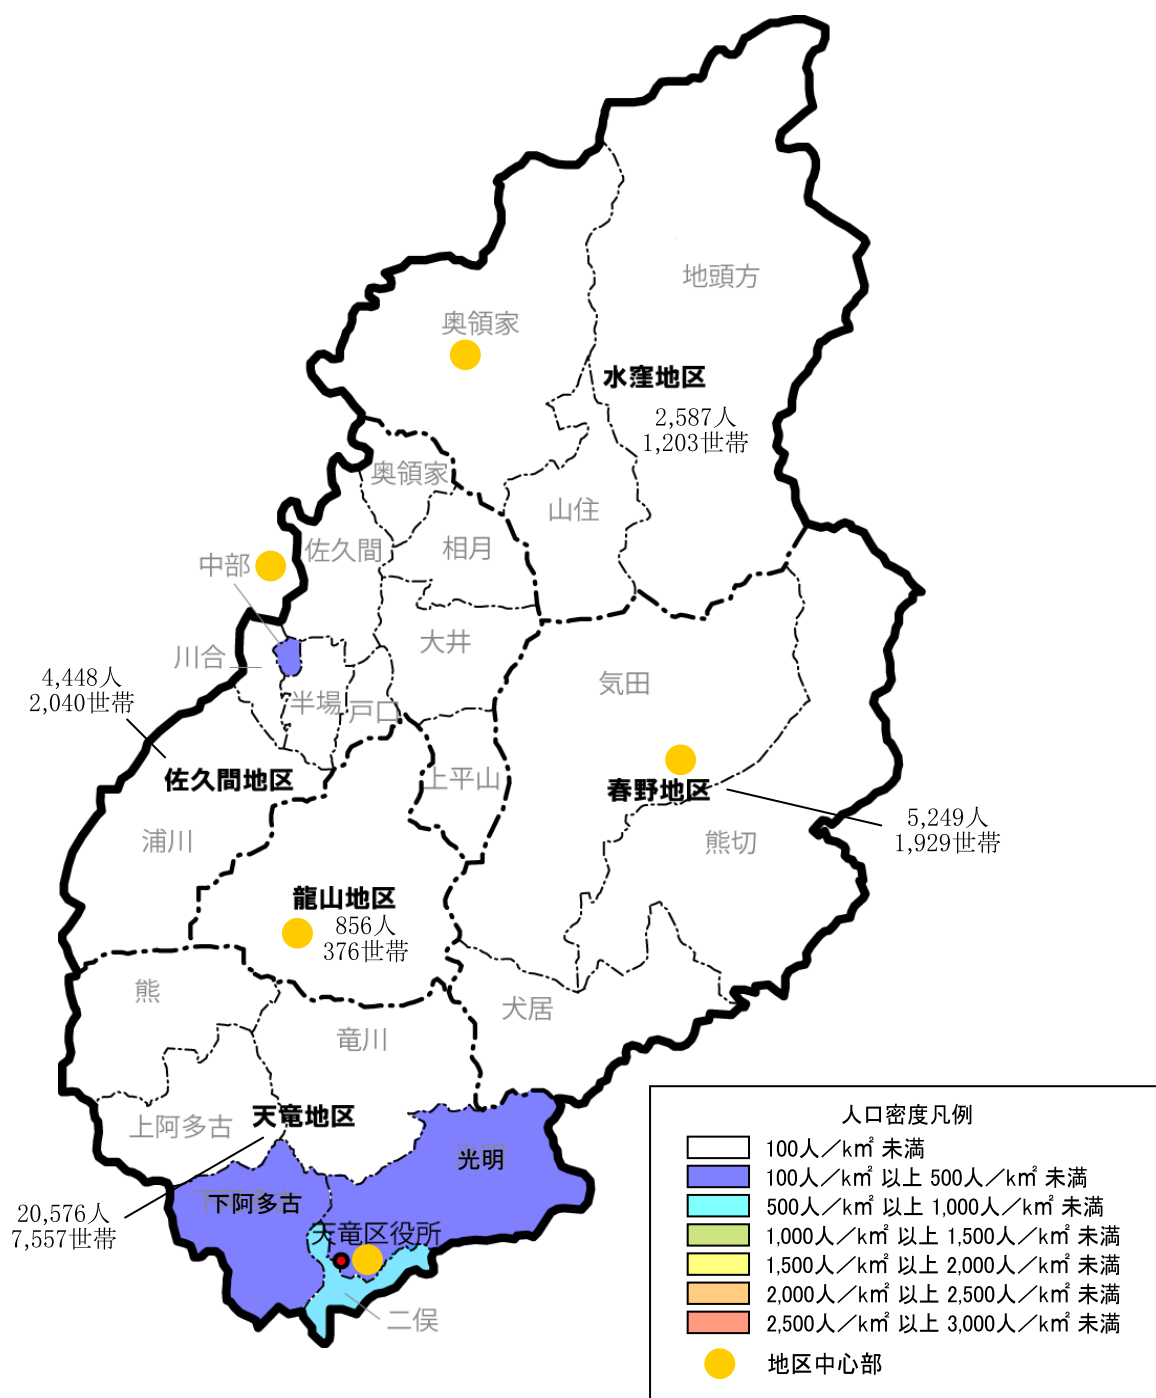 地頭方
奥領家
水窪地区
2,587人
1,203世帯
奥領家
山住
佐久間
相月
中部
大井
川合
4,448人
2,040世帯
気田
半場
戸口
佐久間地区
上平山
春野地区
5,249人
1,929世帯
浦川
熊切
龍山地区
856人
376世帯
熊
犬居
竜川
天竜地区
上阿多古
光明
下阿多古
20,576人
7,557世帯
天竜区役所
二俣
人口密度凡例
100人／k㎡ 未満
100人／k㎡ 以上 500人／k㎡ 未満
500人／k㎡ 以上 1,000人／k㎡ 未満
1,000人／k㎡ 以上 1,500人／k㎡ 未満
1,500人／k㎡ 以上 2,000人／k㎡ 未満
2,000人／k㎡ 以上 2,500人／k㎡ 未満
2,500人／k㎡ 以上 3,000人／k㎡ 未満
地区中心部